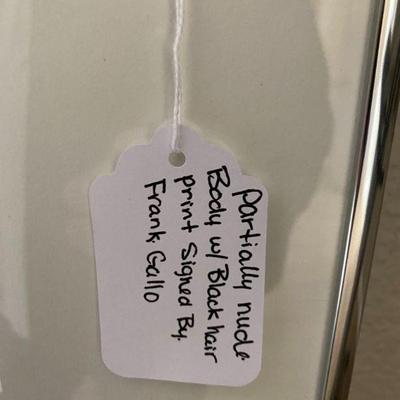 partially nude
Body w/ Black hair
print Signed By.
Frank Gallo